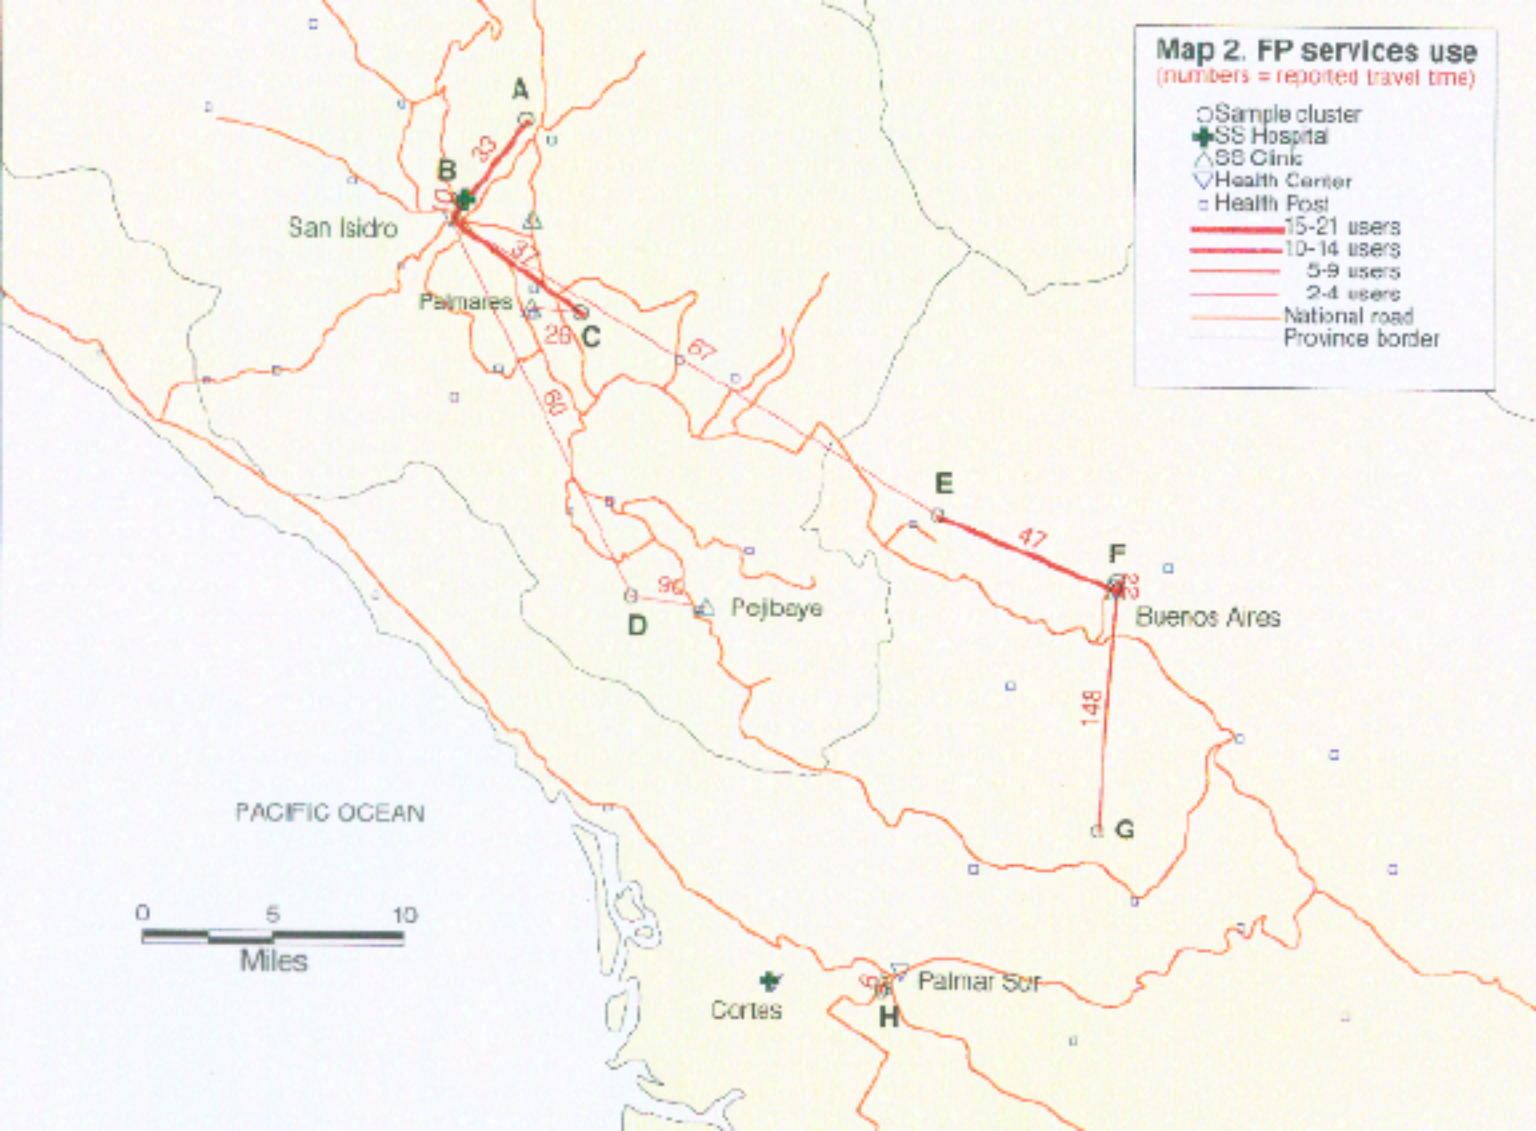 Map 2. FP services use
(numbers = reported travel time)
Sample cluster
SS Hospital
SS Clinic
Health Center
Health Post
15-21 users
10-14 users
5-9 users
2-4 users
National road
Province border
A
33
B
San Isidro
37
Palmares
26
C
67
60
E
47
F
Buenos Aires
96
Pejibaye
D
148
G
PACIFIC OCEAN
0 5 10
Miles
Palmar Sur
Cortes
H